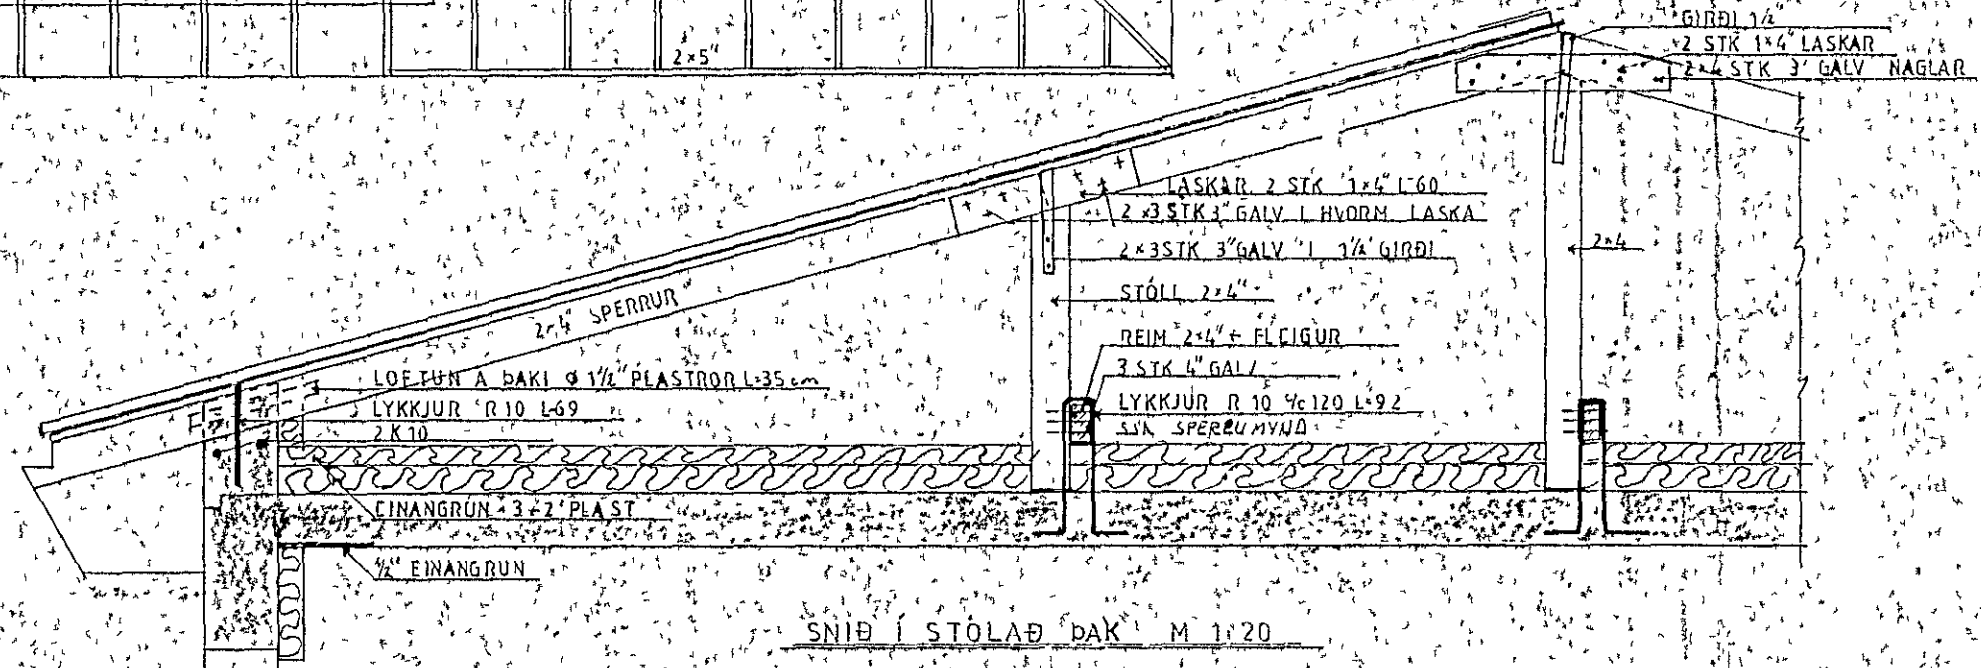 2×5"
GIRÐI 1½
2 STK 1×4" LASKAR
2×4 STK 3" GALV NAGLAR
LASKAR 2 STK 1×4" L60
2×3 STK 3" GALV Í HVORM LASKA
2×3 STK 3" GALV Í 1½" GIRÐI
2×4
STÓLL 2×4"
2×4" SPERRUR
REIM 2×4" + FLEIGUR
3 STK 4" GALV
LYKKJUR R 10 %c 120 L=92
SJÁ SPERRUMYND
LOFTUN Á ÞAKI Ø 1½" PLASTRÖR L=35 cm
LYKKJUR R 10 L=69
2 K 10
EINANGRUN 3+2" PLAST
½" EINANGRUN
SNIÐ Í STÓLAÐ ÞAK M 1:20